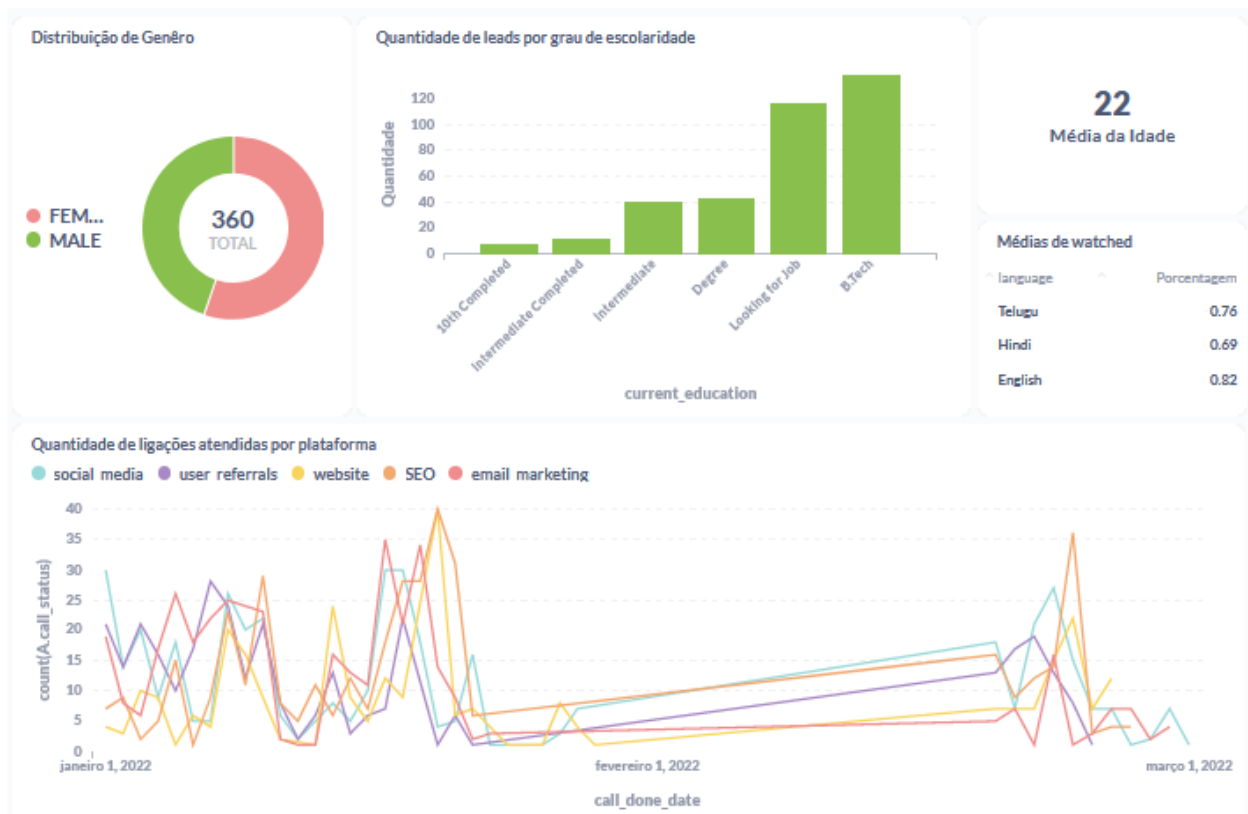 Distribuição de Genêro
FEM...
MALE
360
TOTAL
Quantidade de leads por grau de escolaridade
Quantidade
120
100
80
60
40
20
0
10th Completed
Intermediate Completed
Intermediate
Degree
Looking for Job
B.Tech
current_education
22
Média da Idade
Médias de watched
language Porcentagem
Telugu 0.76
Hindi 0.69
English 0.82
Quantidade de ligações atendidas por plataforma
social media user referrals website SEO email marketing
count(A.call_status)
40
35
30
25
20
15
10
5
0
janeiro 1, 2022 fevereiro 1, 2022 março 1, 2022
call_done_date